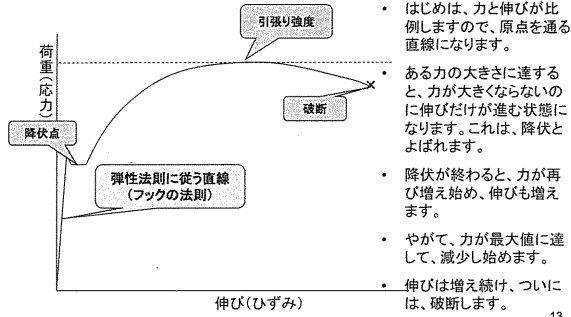 引張り強度
荷重(応力)
降伏点
破断
弾性法則に従う直線
(フックの法則)
伸び(ひずみ)
・ はじめは、力と伸びが比
例しますので、原点を通る
直線になります。
・ ある力の大きさに達する
と、力が大きくならないの
に伸びだけが進む状態に
なります。これは、降伏と
よばれます。
・ 降伏が終わると、力が再
び増え始め、伸びも増え
ます。
・ やがて、力が最大値に達
して、減少し始めます。
・ 伸びは増え続け、ついに
は、破断します。
13